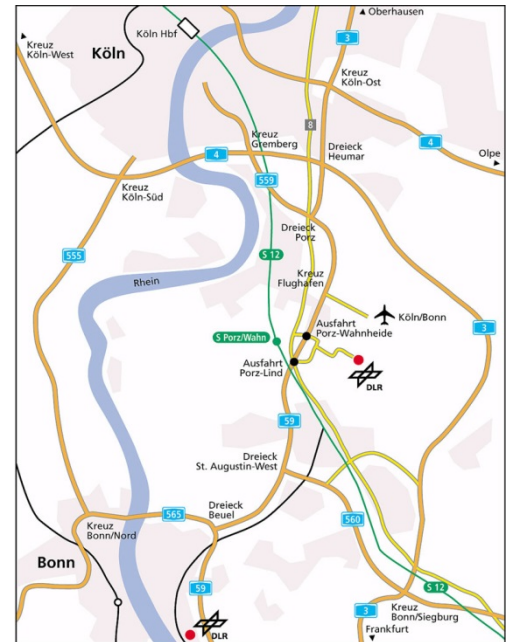 Oberhausen
3
Köln Hbf
Kreuz
Köln-West
Köln
Kreuz
Köln-Ost
8
Kreuz
Gremberg
4
Dreieck
Heumar
4
Olpe
559
Kreuz
Köln-Süd
Dreieck
Porz
555
S 12
Kreuz
Flughafen
Rhein
Köln/Bonn
3
Ausfahrt
Porz-Wahnheide
S Porz/Wahn
Ausfahrt
Porz-Lind
DLR
59
Dreieck
St. Augustin-West
Dreieck
Beuel
565
560
Kreuz
Bonn/Nord
Bonn
59
S 12
DLR
3
Kreuz
Bonn/Siegburg
Frankfurt